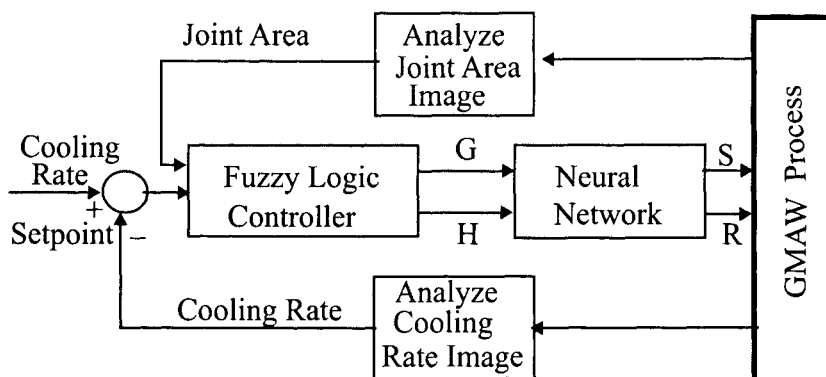 Joint Area
Analyze
Joint Area
Image
Cooling
Rate
+
Setpoint
−
Fuzzy Logic
Controller
G
H
Neural
Network
S
R
GMAW Process
Cooling Rate
Analyze
Cooling
Rate Image